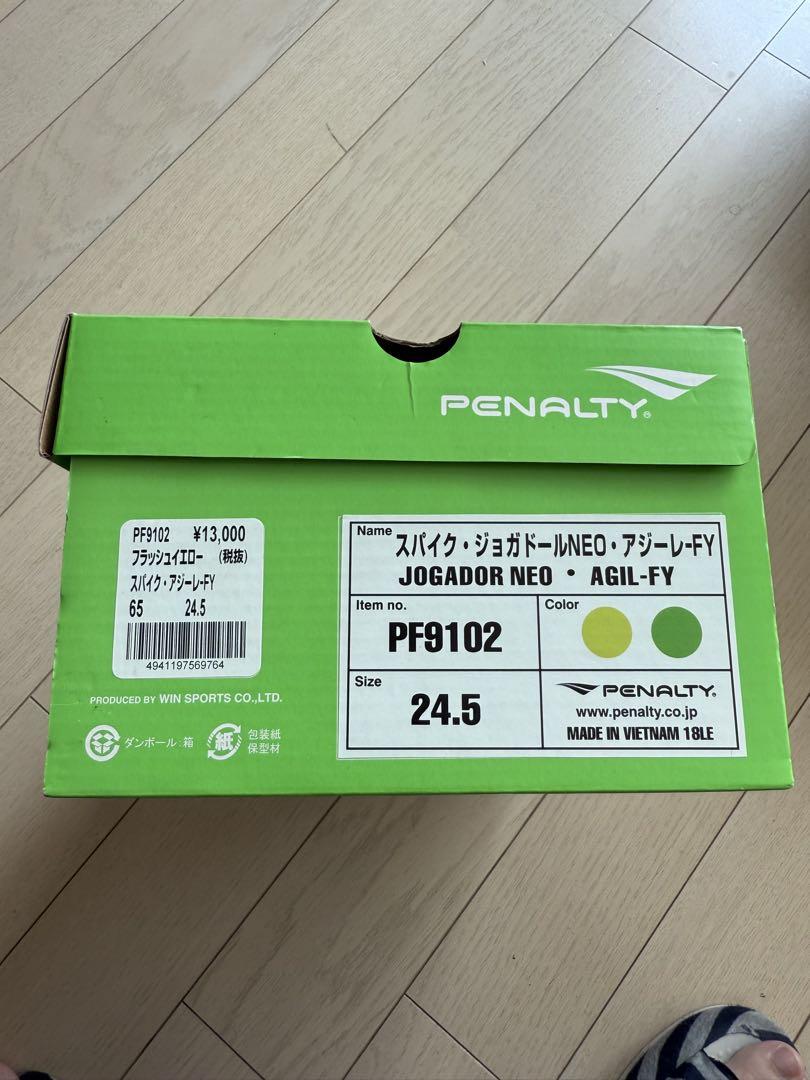 PENALTY®
PF9102 ¥13,000
フラッシュイエロー (税抜)
スパイク・アジーレ-FY
65 24.5
4941197569764
PRODUCED BY WIN SPORTS CO.,LTD.
ダンボール:箱
紙
包装紙
保型材
Name スパイク・ジョガドールNEO・アジーレ-FY
JOGADOR NEO・AGIL-FY
Item no.
PF9102
Color
Size
24.5
PENALTY®
www.penalty.co.jp
MADE IN VIETNAM 18LE